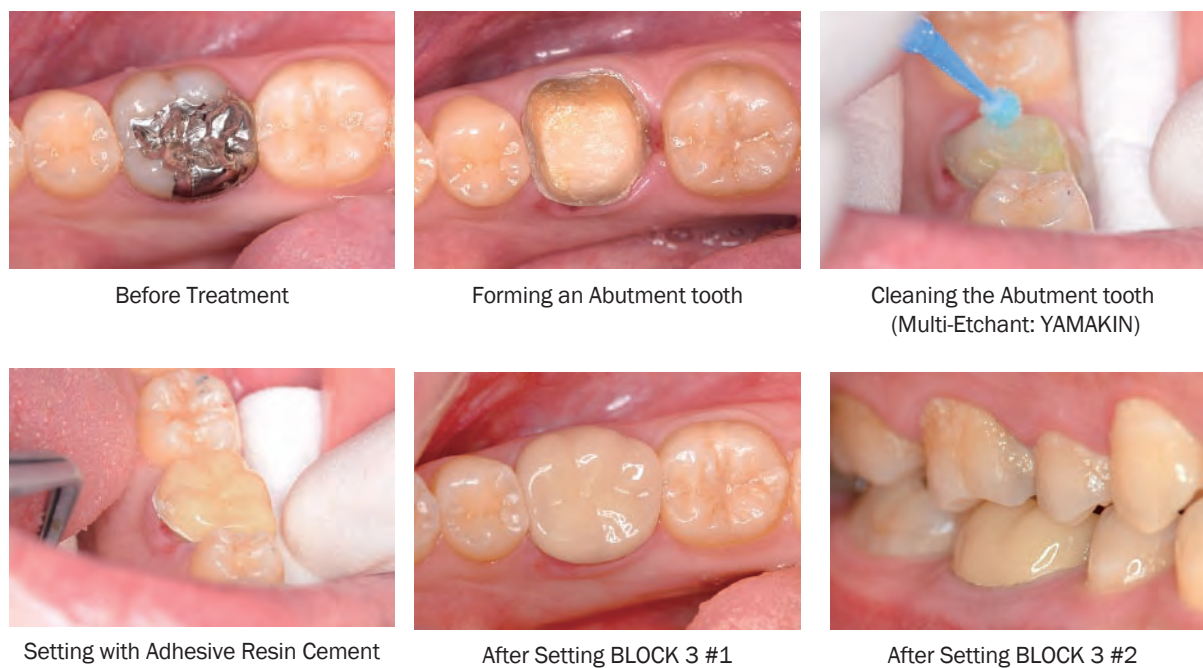 Before Treatment
Forming an Abutment tooth
Cleaning the Abutment tooth
(Multi-Etchant: YAMAKIN)
Setting with Adhesive Resin Cement
After Setting BLOCK 3 #1
After Setting BLOCK 3 #2